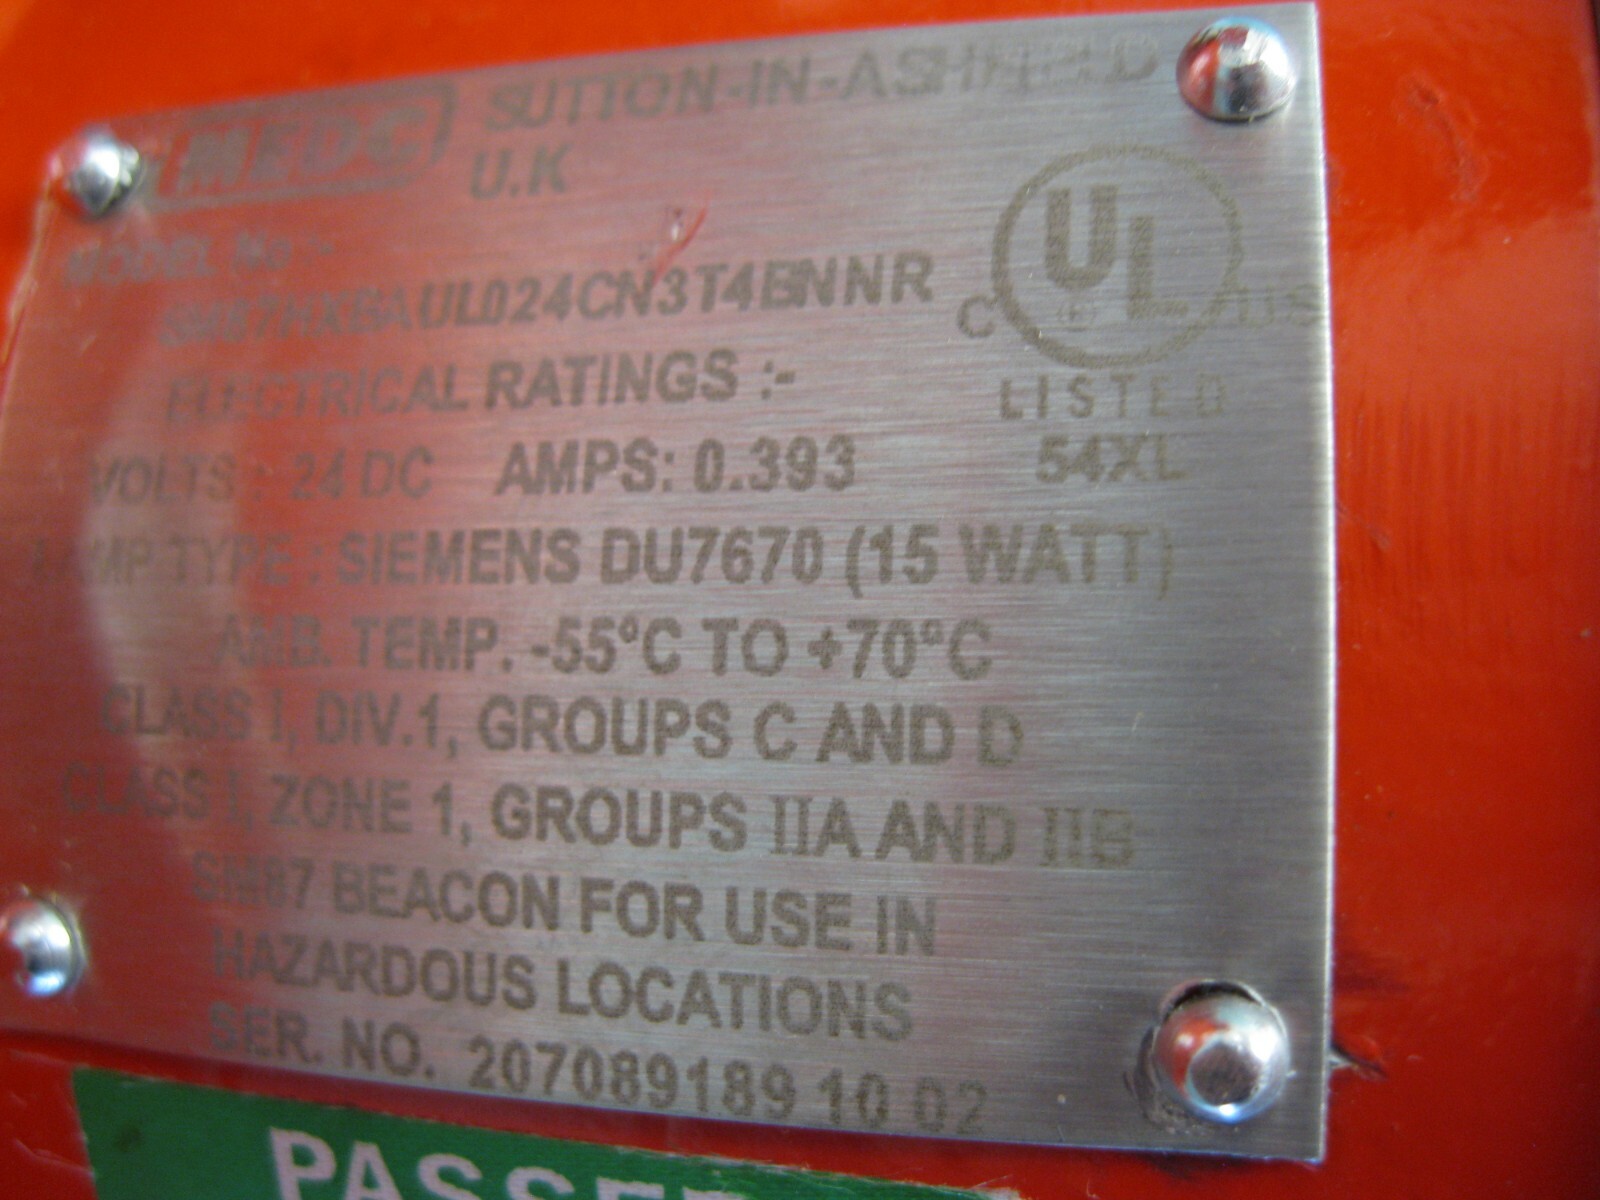 MEDC SUTTON-IN-ASHFIELD
U.K
MODEL No :-
SM87HXBAUL024CN3T4BNNR
ELECTRICAL RATINGS :-
VOLTS : 24 DC AMPS: 0.393
LAMP TYPE : SIEMENS DU7670 (15 WATT)
AMB. TEMP. -55°C TO +70°C
CLASS I, DIV.1, GROUPS C AND D
CLASS I, ZONE 1, GROUPS IIA AND IIB
SM87 BEACON FOR USE IN
HAZARDOUS LOCATIONS
SER. NO. 207089189 10 02
C UL ® US
LISTED
54XL
PASSED